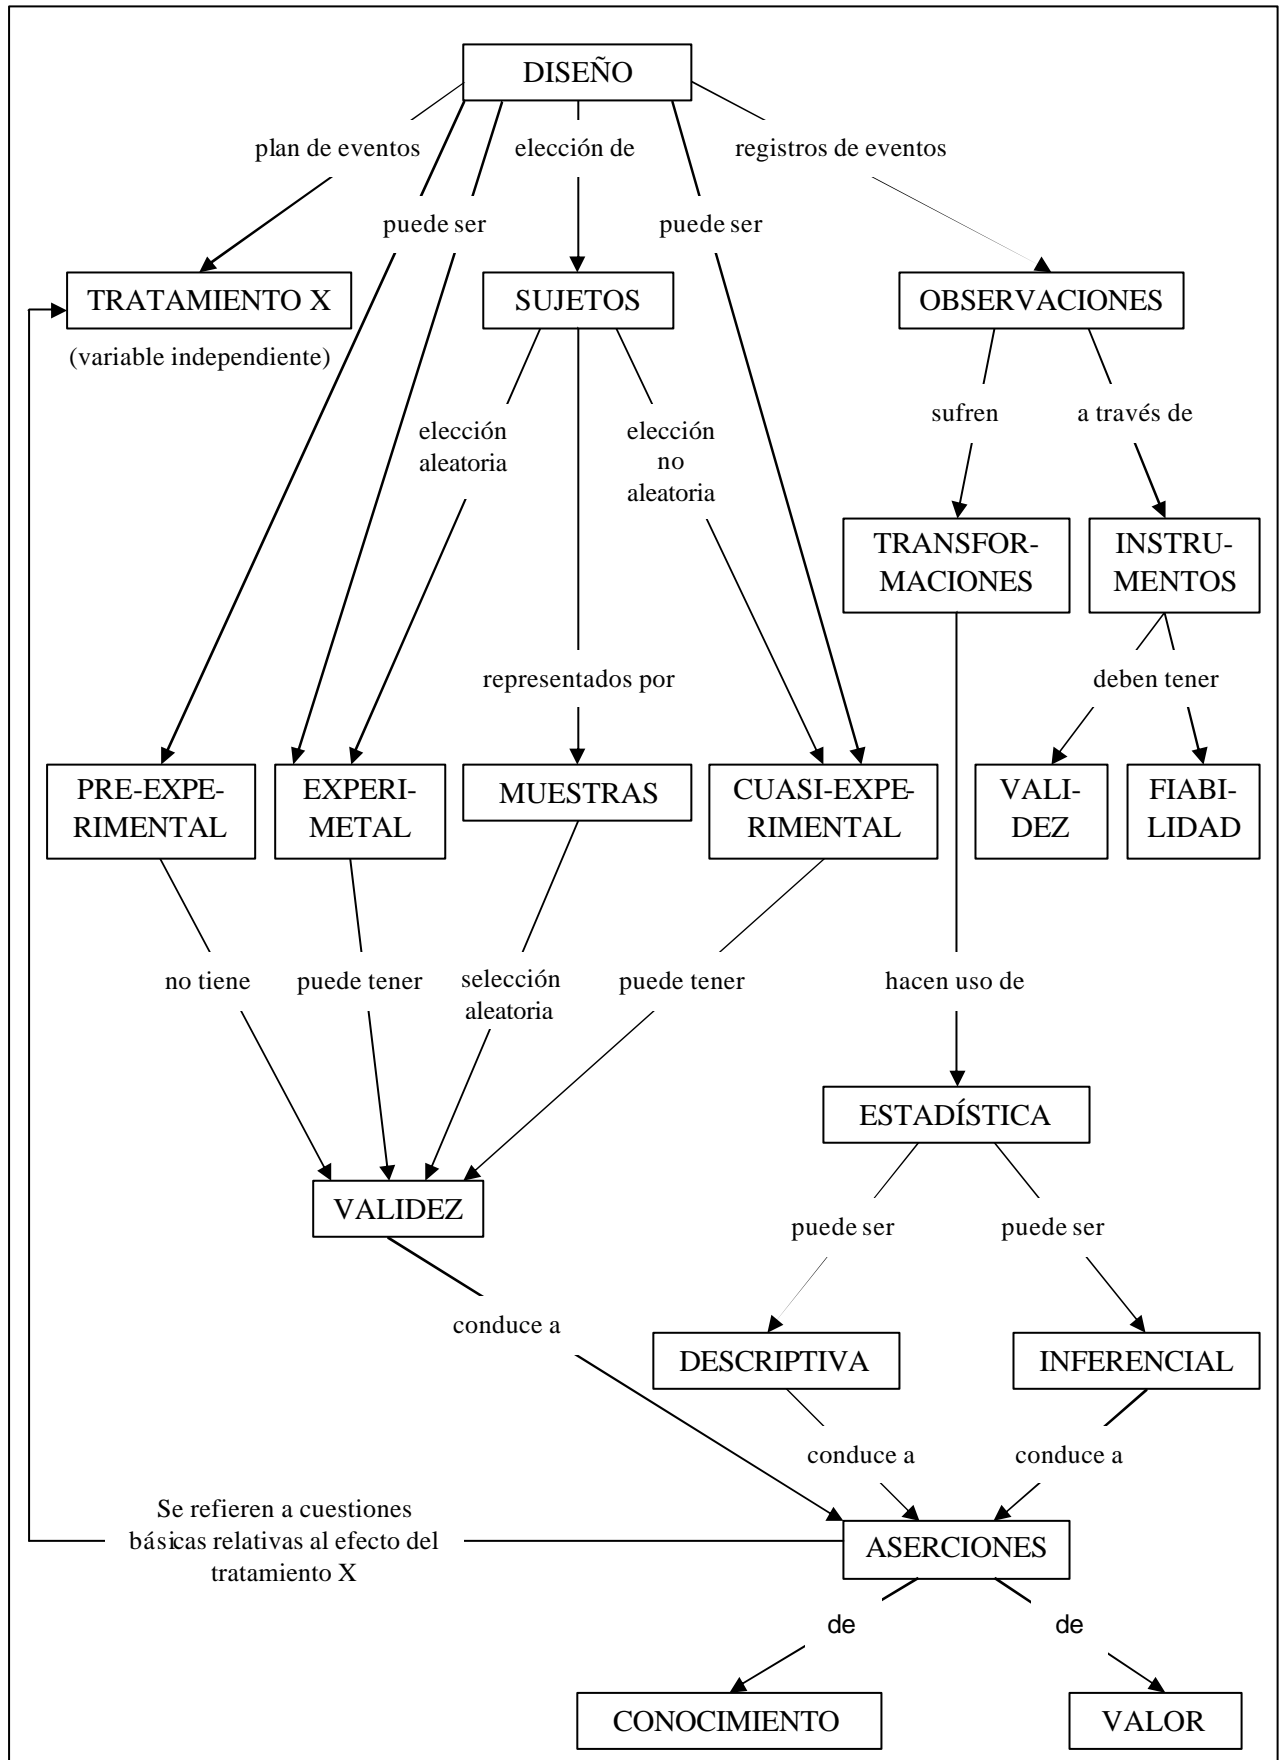 DISEÑO
plan de eventos
elección de
registros de eventos
puede ser
puede ser
TRATAMIENTO X
SUJETOS
OBSERVACIONES
(variable independiente)
elección
aleatoria
elección
no
aleatoria
sufren
a través de
TRANSFOR-
MACIONES
INSTRU-
MENTOS
representados por
deben tener
PRE-EXPE-
RIMENTAL
EXPERI-
METAL
MUESTRAS
CUASI-EXPE-
RIMENTAL
VALI-
DEZ
FIABI-
LIDAD
no tiene
puede tener
selección
aleatoria
puede tener
hacen uso de
ESTADÍSTICA
VALIDEZ
puede ser
puede ser
conduce a
DESCRIPTIVA
INFERENCIAL
conduce a
conduce a
Se refieren a cuestiones
básicas relativas al efecto del
tratamiento X
ASERCIONES
de
de
CONOCIMIENTO
VALOR